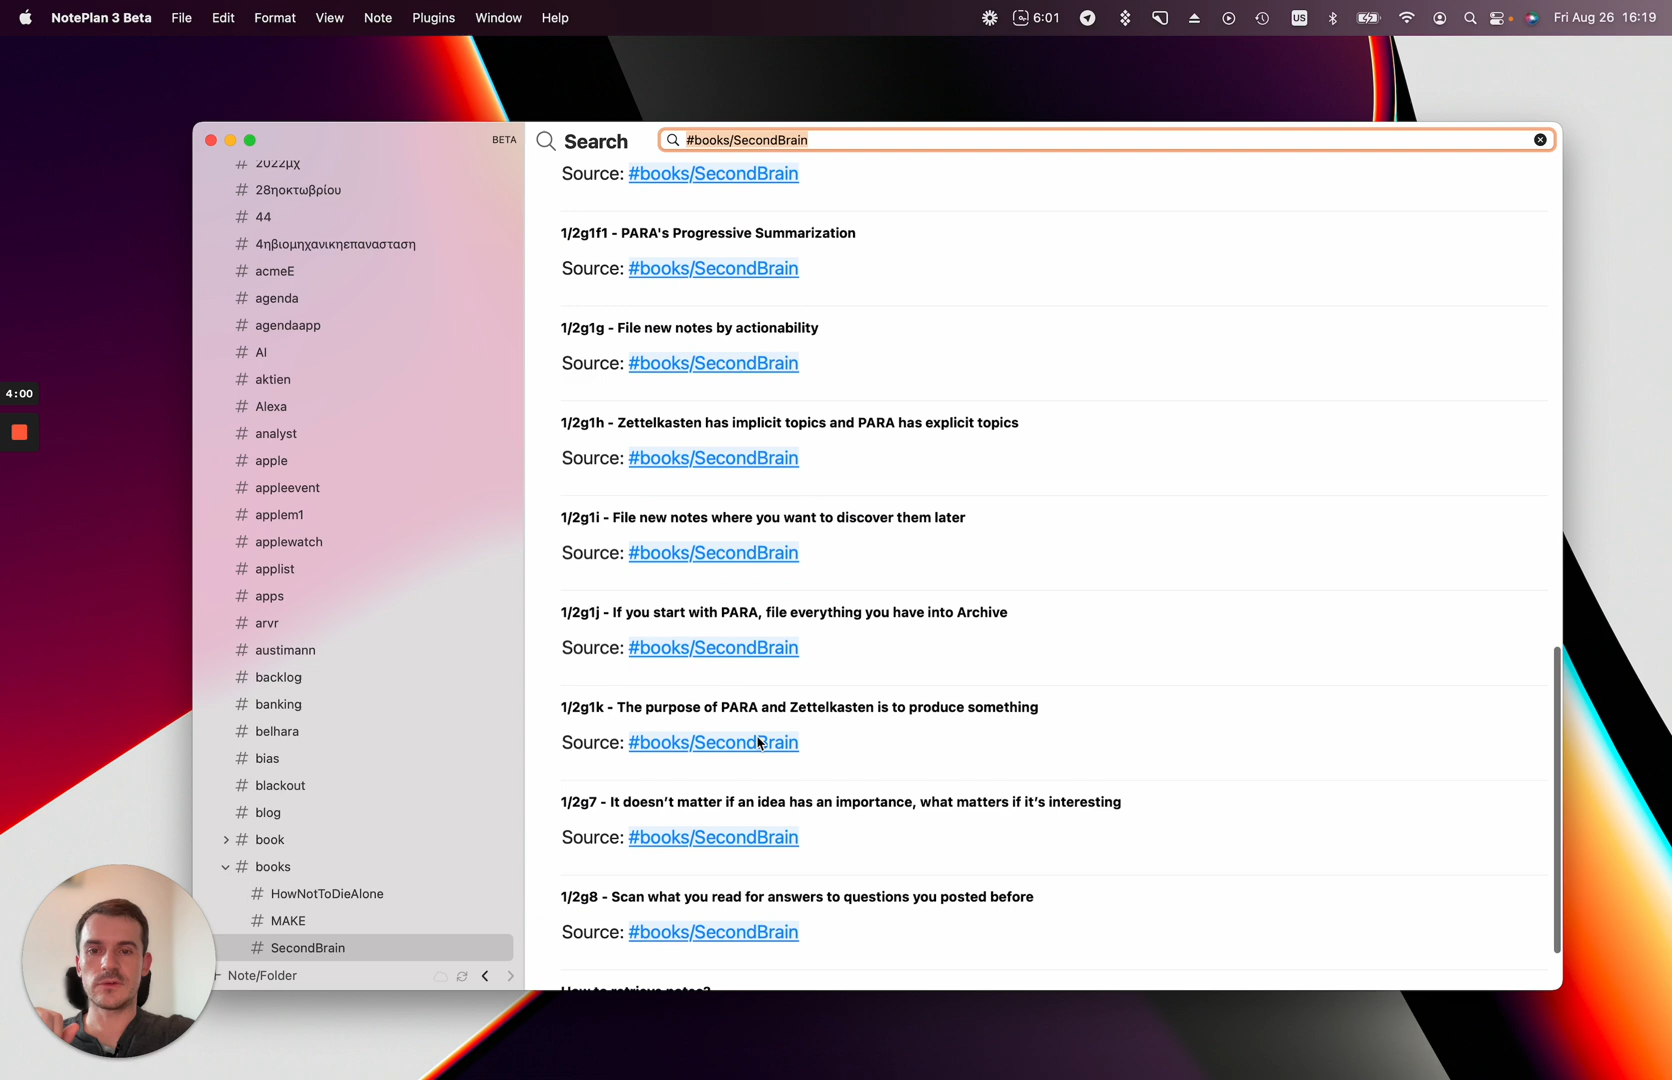 NotePlan 3 Beta File Edit Format View Note Plugins Window Help 6:01 US Fri Aug 26 16:19
BETA
Search
#books/SecondBrain
# 2022μχ
# 28ηοκτωβρίου
# 44
# 4ηβιομηχανικηεπανασταση
# acmeE
# agenda
# agendaapp
# AI
# aktien
# Alexa
# analyst
# apple
# appleevent
# applem1
# applewatch
# applist
# apps
# arvr
# austimann
# backlog
# banking
# belhara
# bias
# blackout
# blog
# book
# books
# HowNotToDieAlone
# MAKE
# SecondBrain
Note/Folder
Source: #books/SecondBrain
1/2g1f1 - PARA's Progressive Summarization
Source: #books/SecondBrain
1/2g1g - File new notes by actionability
Source: #books/SecondBrain
1/2g1h - Zettelkasten has implicit topics and PARA has explicit topics
Source: #books/SecondBrain
1/2g1i - File new notes where you want to discover them later
Source: #books/SecondBrain
1/2g1j - If you start with PARA, file everything you have into Archive
Source: #books/SecondBrain
1/2g1k - The purpose of PARA and Zettelkasten is to produce something
Source: #books/SecondBrain
1/2g7 - It doesn’t matter if an idea has an importance, what matters if it’s interesting
Source: #books/SecondBrain
1/2g8 - Scan what you read for answers to questions you posted before
Source: #books/SecondBrain
How to retrieve notes?
4:00